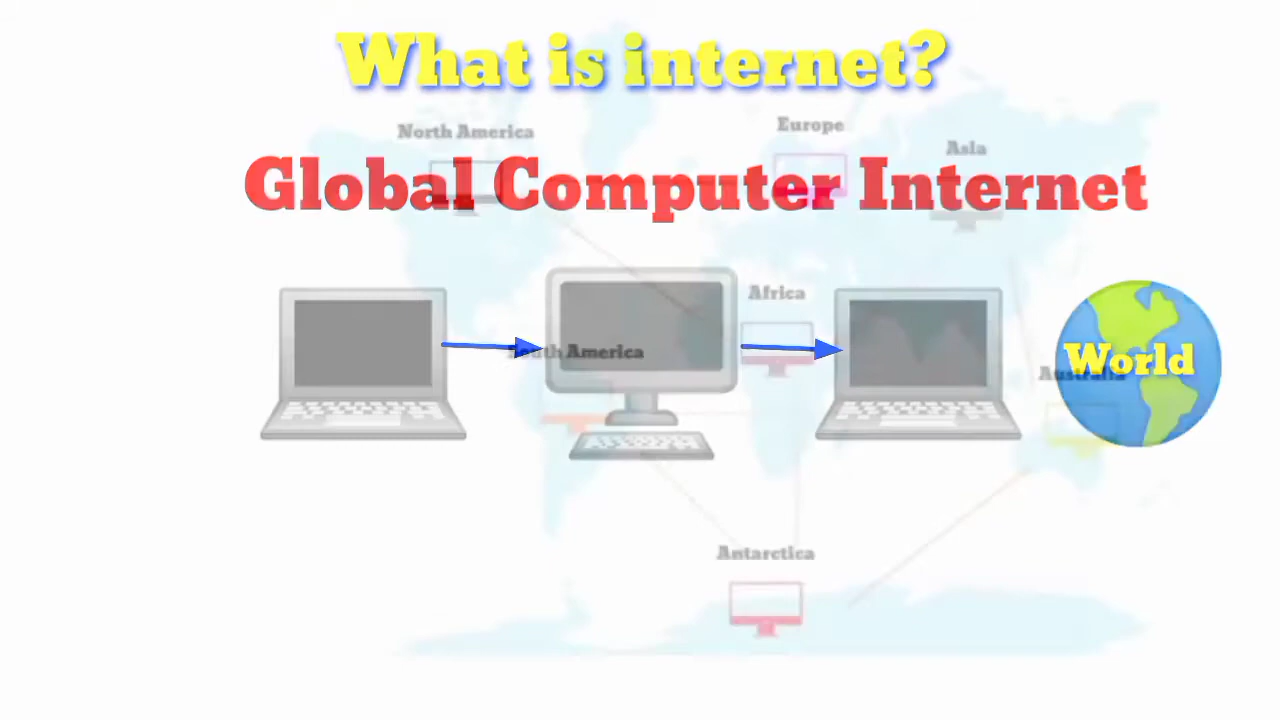 What is internet?
North America
Europe
Asia
Global Computer Internet
Africa
South America
World
Australia
Antarctica